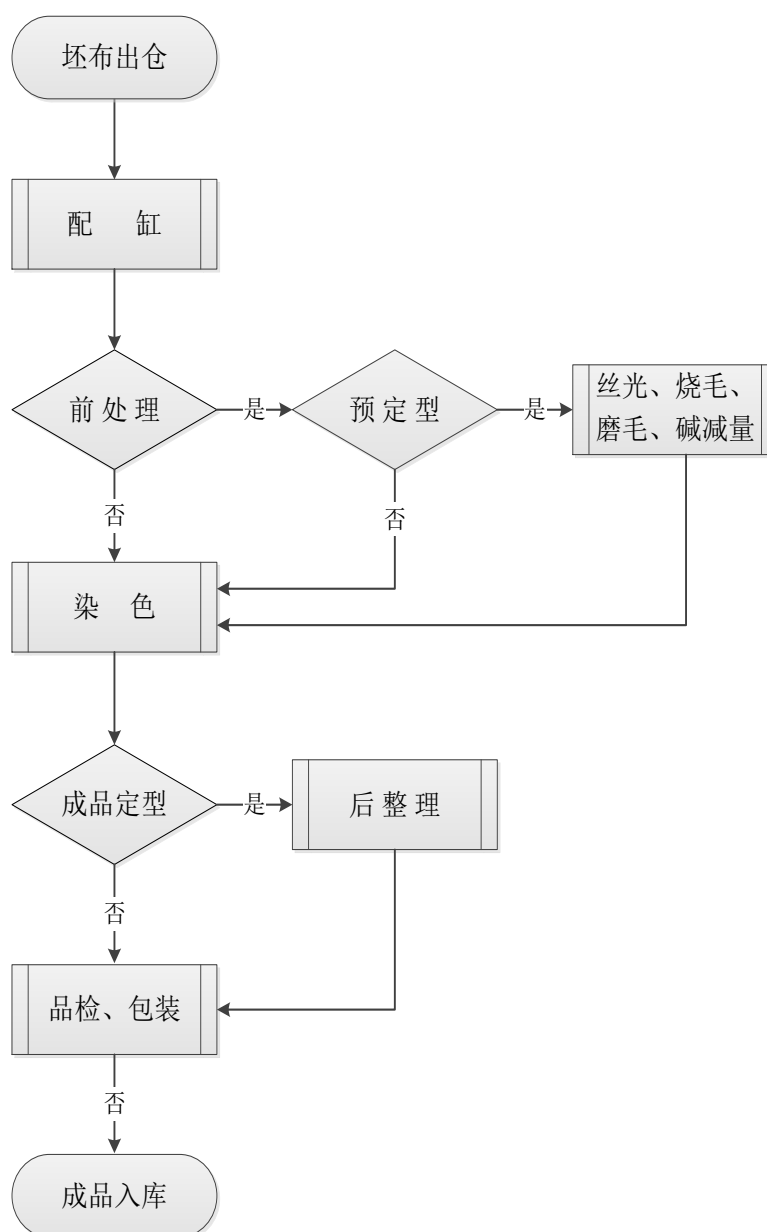 坯布出仓
配 缸
前处理
是
预定型
是
丝光、烧毛、
磨毛、碱减量
否
否
染 色
成品定型
是
后整理
否
品检、包装
否
成品入库